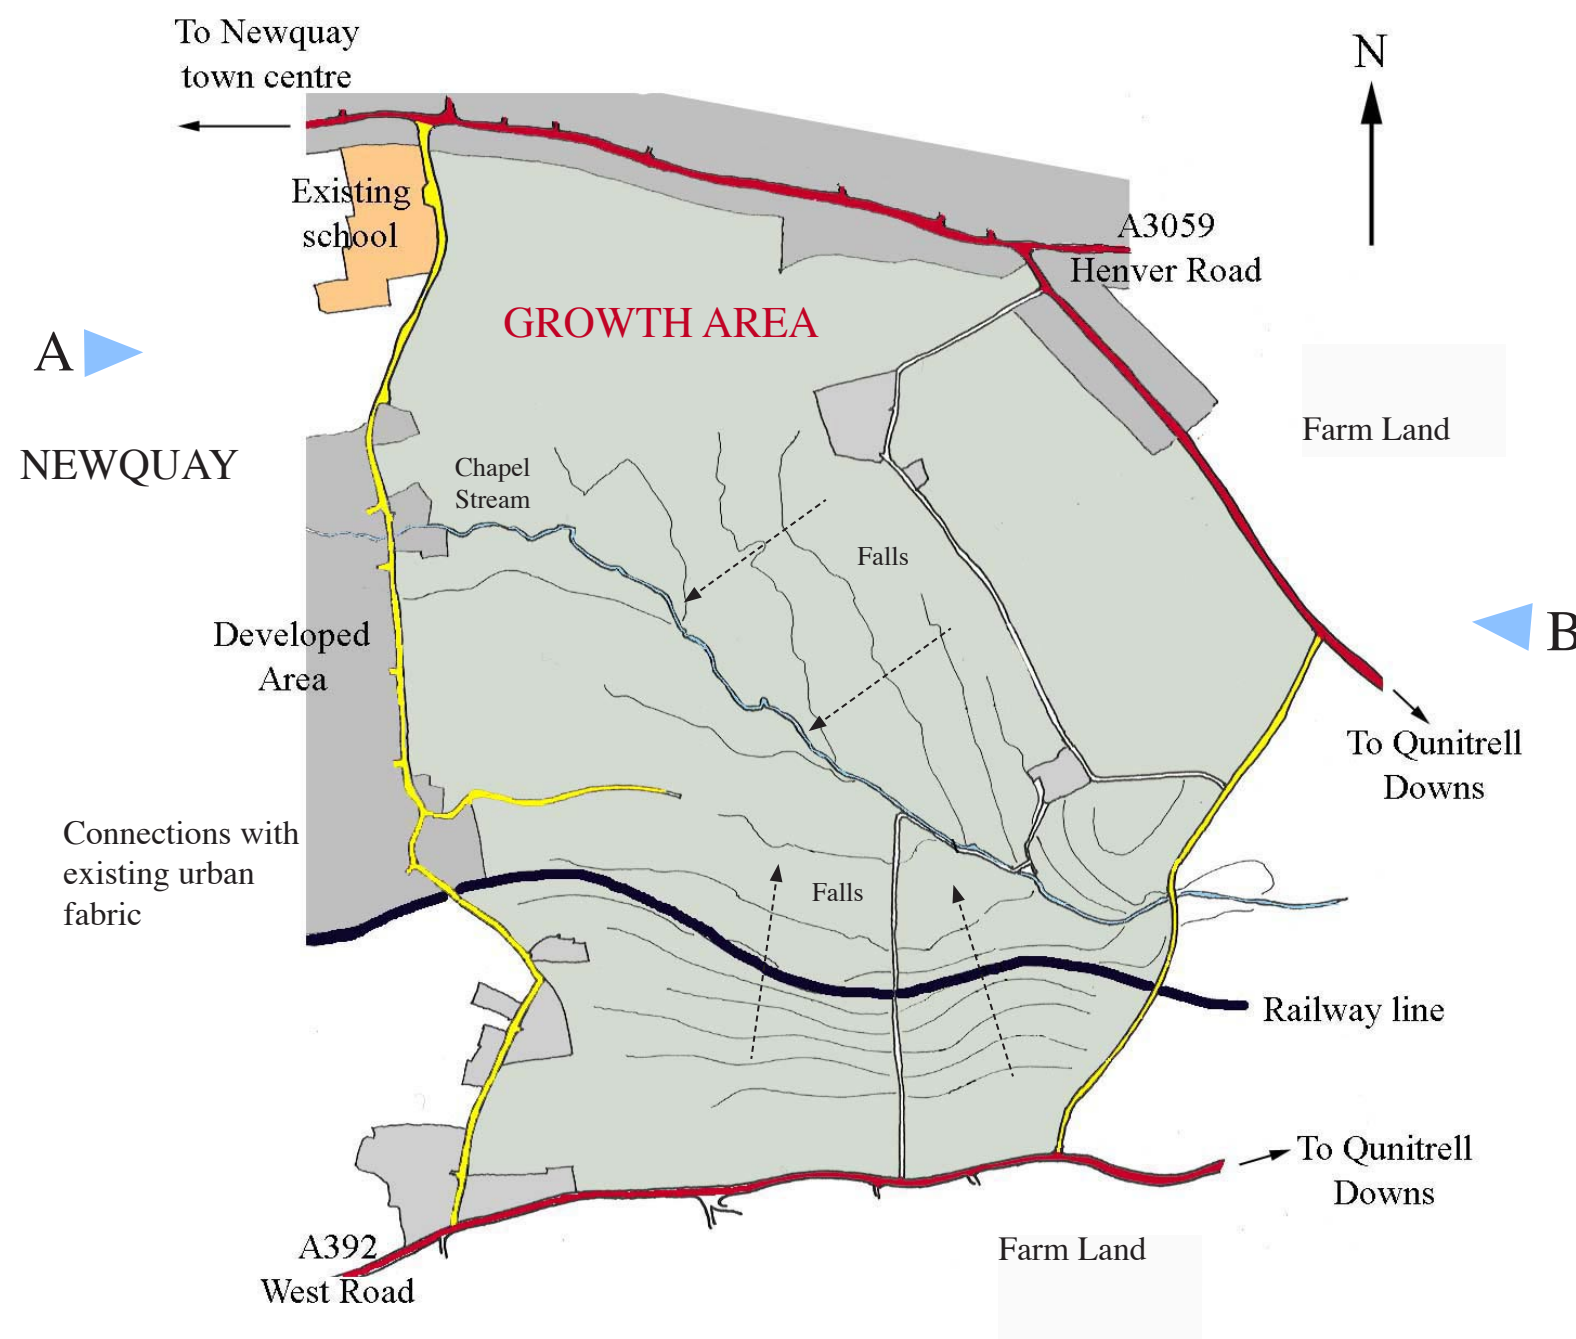 To Newquay
town centre
N
Existing
school
A3059
Henver Road
GROWTH AREA
A
Farm Land
NEWQUAY
Chapel
Stream
Falls
B
Developed
Area
To Qunitrell
Downs
Connections with
existing urban
fabric
Falls
Railway line
To Qunitrell
Downs
A392
West Road
Farm Land